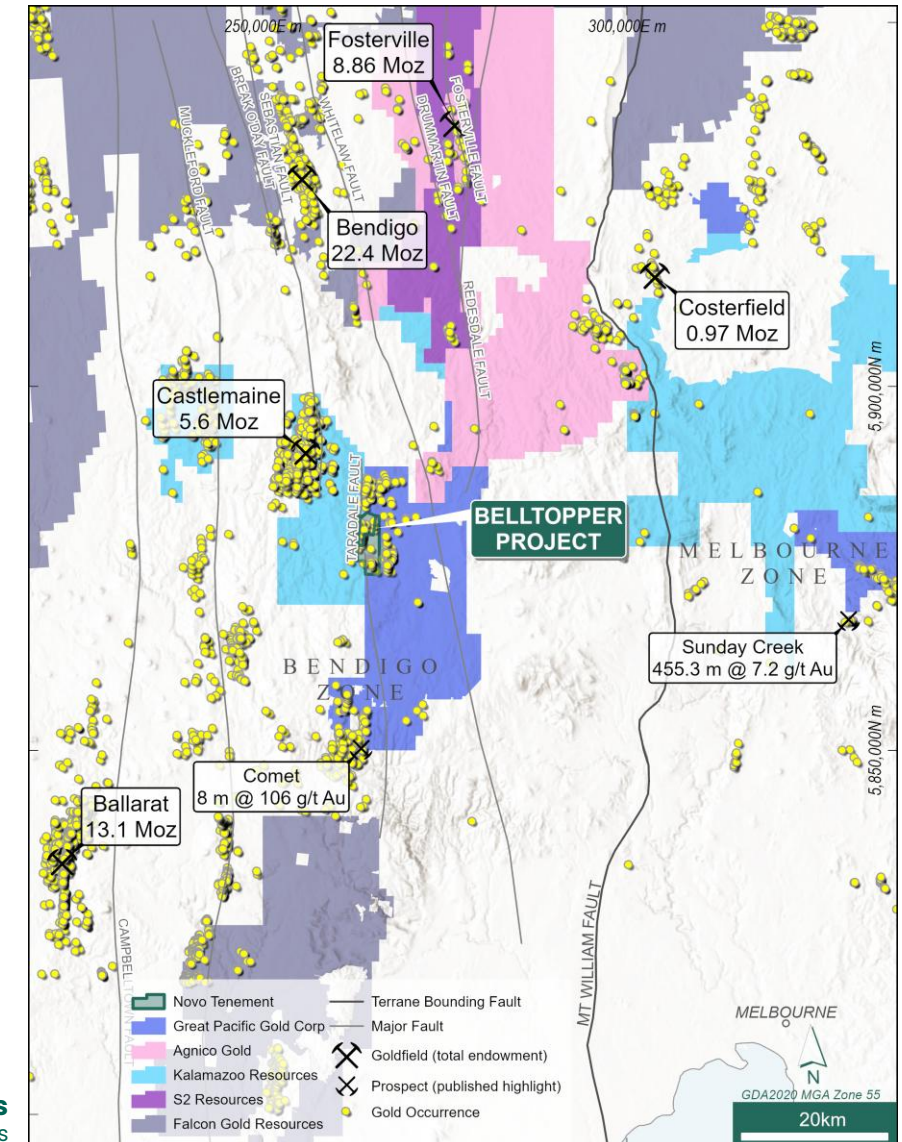 250,000E m
300,000E m
Fosterville
8.86 Moz
MUCKLEFORD FAULT
BREAK O'DAY FAULT
SEBASTIAN FAULT
WHITELAW FAULT
DRUMMARTIN FAULT
FOSTERVILLE FAULT
Bendigo
22.4 Moz
REDESDALE FAULT
Costerfield
0.97 Moz
5,900,000N m
Castlemaine
5.6 Moz
TARADALE FAULT
BELLTOPPER
PROJECT
MELBOURNE
ZONE
Sunday Creek
455.3 m @ 7.2 g/t Au
BENDIGO
ZONE
5,850,000N m
Comet
8 m @ 106 g/t Au
Ballarat
13.1 Moz
CAMPBELLTOWN FAULT
MT WILLIAM FAULT
MELBOURNE
N
GDA2020 MGA Zone 55
20km
Novo Tenement
Great Pacific Gold Corp
Agnico Gold
Kalamazoo Resources
S2 Resources
Falcon Gold Resources
Terrane Bounding Fault
Major Fault
Goldfield (total endowment)
Prospect (published highlight)
Gold Occurrence
s
s